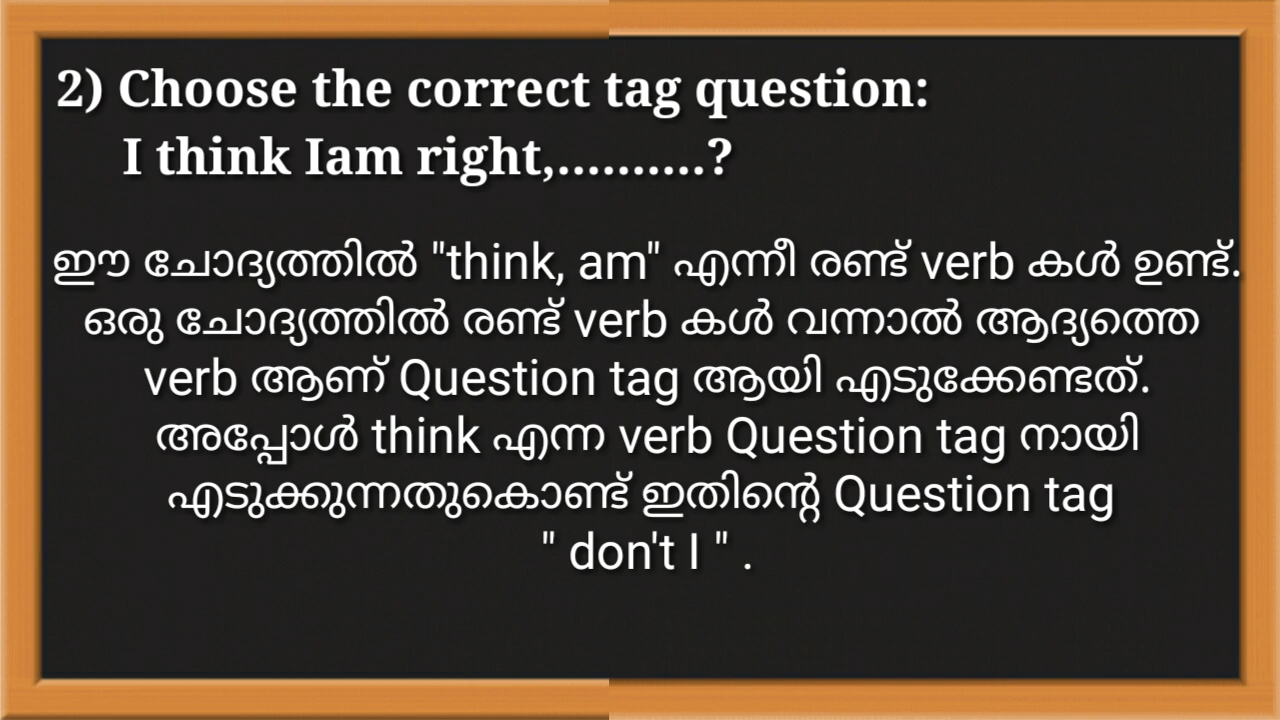 2) Choose the correct tag question:
I think Iam right,..........?
ഈ ചോദ്യത്തിൽ "think, am" എന്നീ രണ്ട് verb കൾ ഉണ്ട്.
ഒരു ചോദ്യത്തിൽ രണ്ട് verb കൾ വന്നാൽ ആദ്യത്തെ
verb ആണ് Question tag ആയി എടുക്കേണ്ടത്.
അപ്പോൾ think എന്ന verb Question tag നായി
എടുക്കുന്നതുകൊണ്ട് ഇതിന്റെ Question tag
" don't I " .